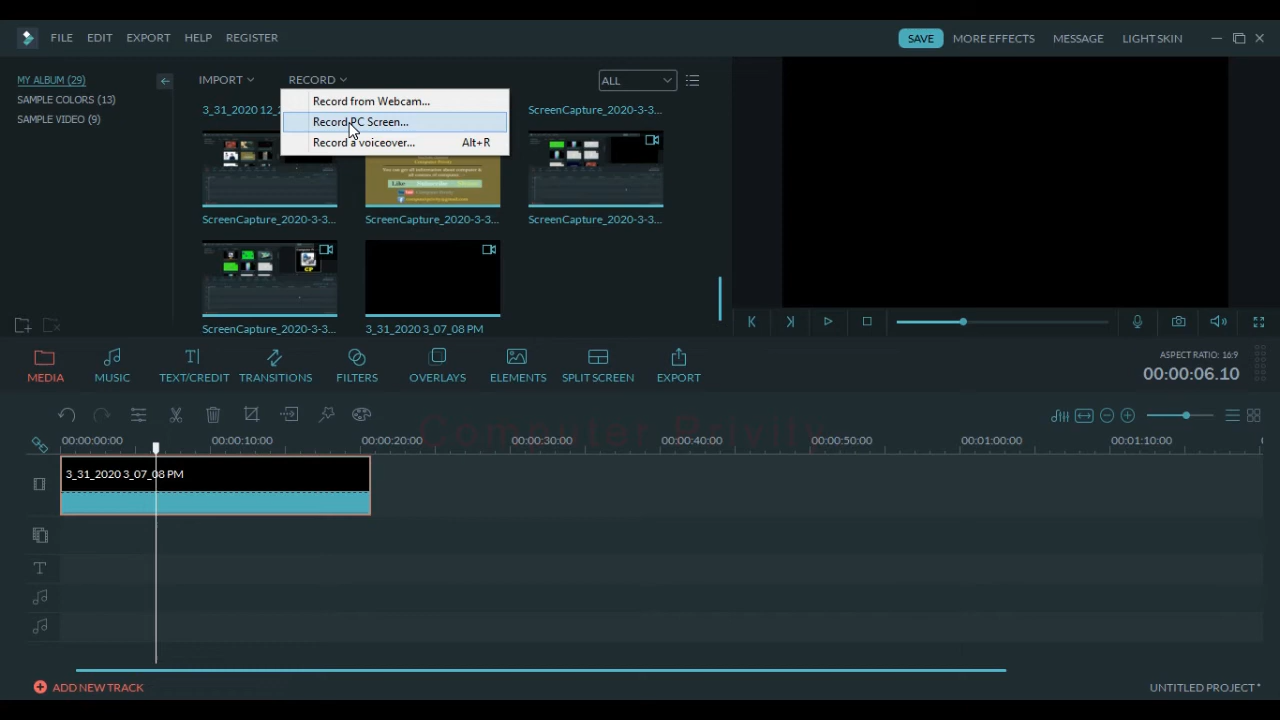 FILE EDIT EXPORT HELP REGISTER SAVE MORE EFFECTS MESSAGE LIGHT SKIN
MY ALBUM (29) IMPORT RECORD ALL
SAMPLE COLORS (13)
SAMPLE VIDEO (9)
Record from Webcam...
Record PC Screen...
Record a voiceover... Alt+R
3_31_2020 12_ ScreenCapture_2020-3-3...
Like Subscribe
ScreenCapture_2020-3-3... ScreenCapture_2020-3-3... ScreenCapture_2020-3-3...
ScreenCapture_2020-3-3... 3_31_2020 3_07_08 PM
MEDIA MUSIC TEXT/CREDIT TRANSITIONS FILTERS OVERLAYS ELEMENTS SPLIT SCREEN EXPORT
ASPECT RATIO: 16:9
00:00:06.10
Computer Privity
00:00:00:00 00:00:10:00 00:00:20:00 00:00:30:00 00:00:40:00 00:00:50:00 00:01:00:00 00:01:10:00
3_31_2020 3_07_08 PM
ADD NEW TRACK UNTITLED PROJECT *